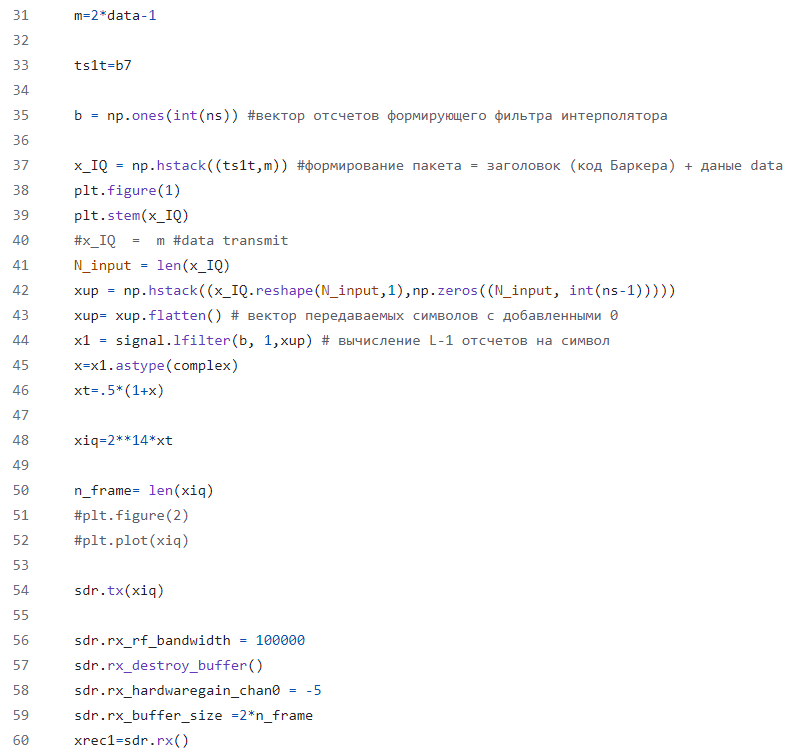 31 m=2*data-1
32
33 ts1t=b7
34
35 b = np.ones(int(ns)) #вектор отсчетов формирующего фильтра интерполятора
36
37 x_IQ = np.hstack((ts1t,m)) #формирование пакета = заголовок (код Баркера) + даные data
38 plt.figure(1)
39 plt.stem(x_IQ)
40 #x_IQ  =  m #data transmit
41 N_input = len(x_IQ)
42 xup = np.hstack((x_IQ.reshape(N_input,1),np.zeros((N_input, int(ns-1)))))
43 xup= xup.flatten() # вектор передаваемых символов с добавленными 0
44 x1 = signal.lfilter(b, 1,xup) # вычисление L-1 отсчетов на символ
45 x=x1.astype(complex)
46 xt=.5*(1+x)
47
48 xiq=2**14*xt
49
50 n_frame= len(xiq)
51 #plt.figure(2)
52 #plt.plot(xiq)
53
54 sdr.tx(xiq)
55
56 sdr.rx_rf_bandwidth = 100000
57 sdr.rx_destroy_buffer()
58 sdr.rx_hardwaregain_chan0 = -5
59 sdr.rx_buffer_size =2*n_frame
60 xrec1=sdr.rx()